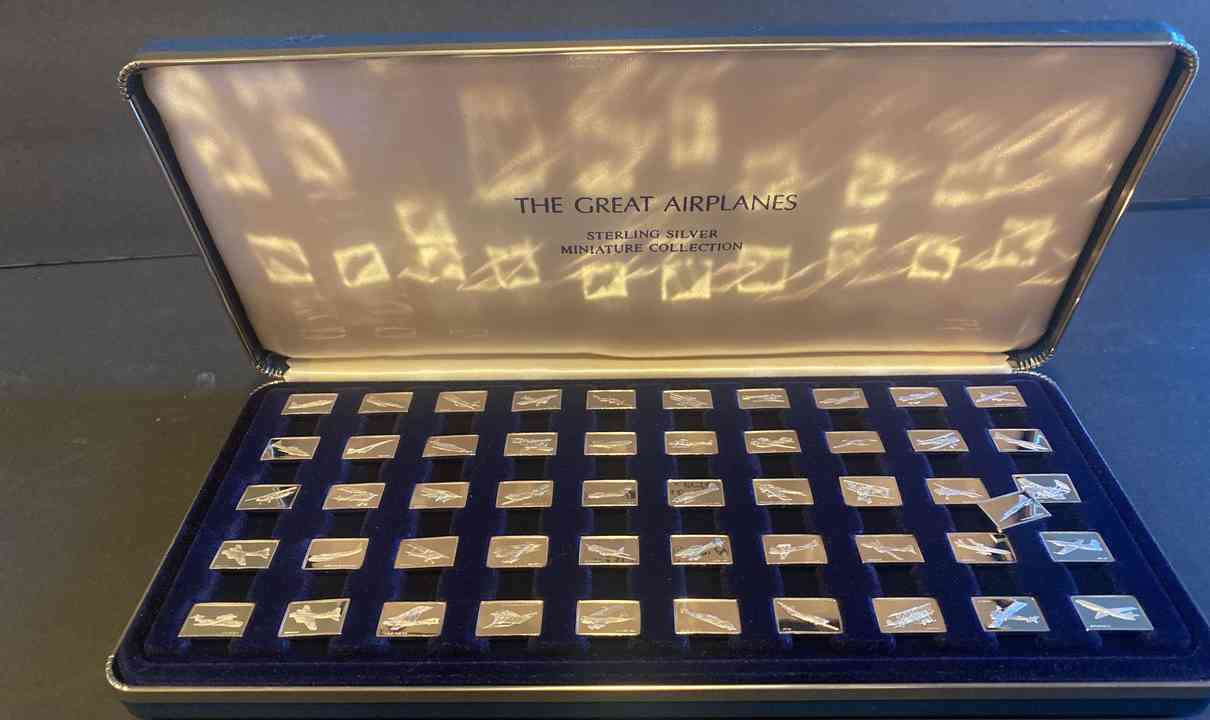 THE GREAT AIRPLANES
STERLING SILVER
MINIATURE COLLECTION